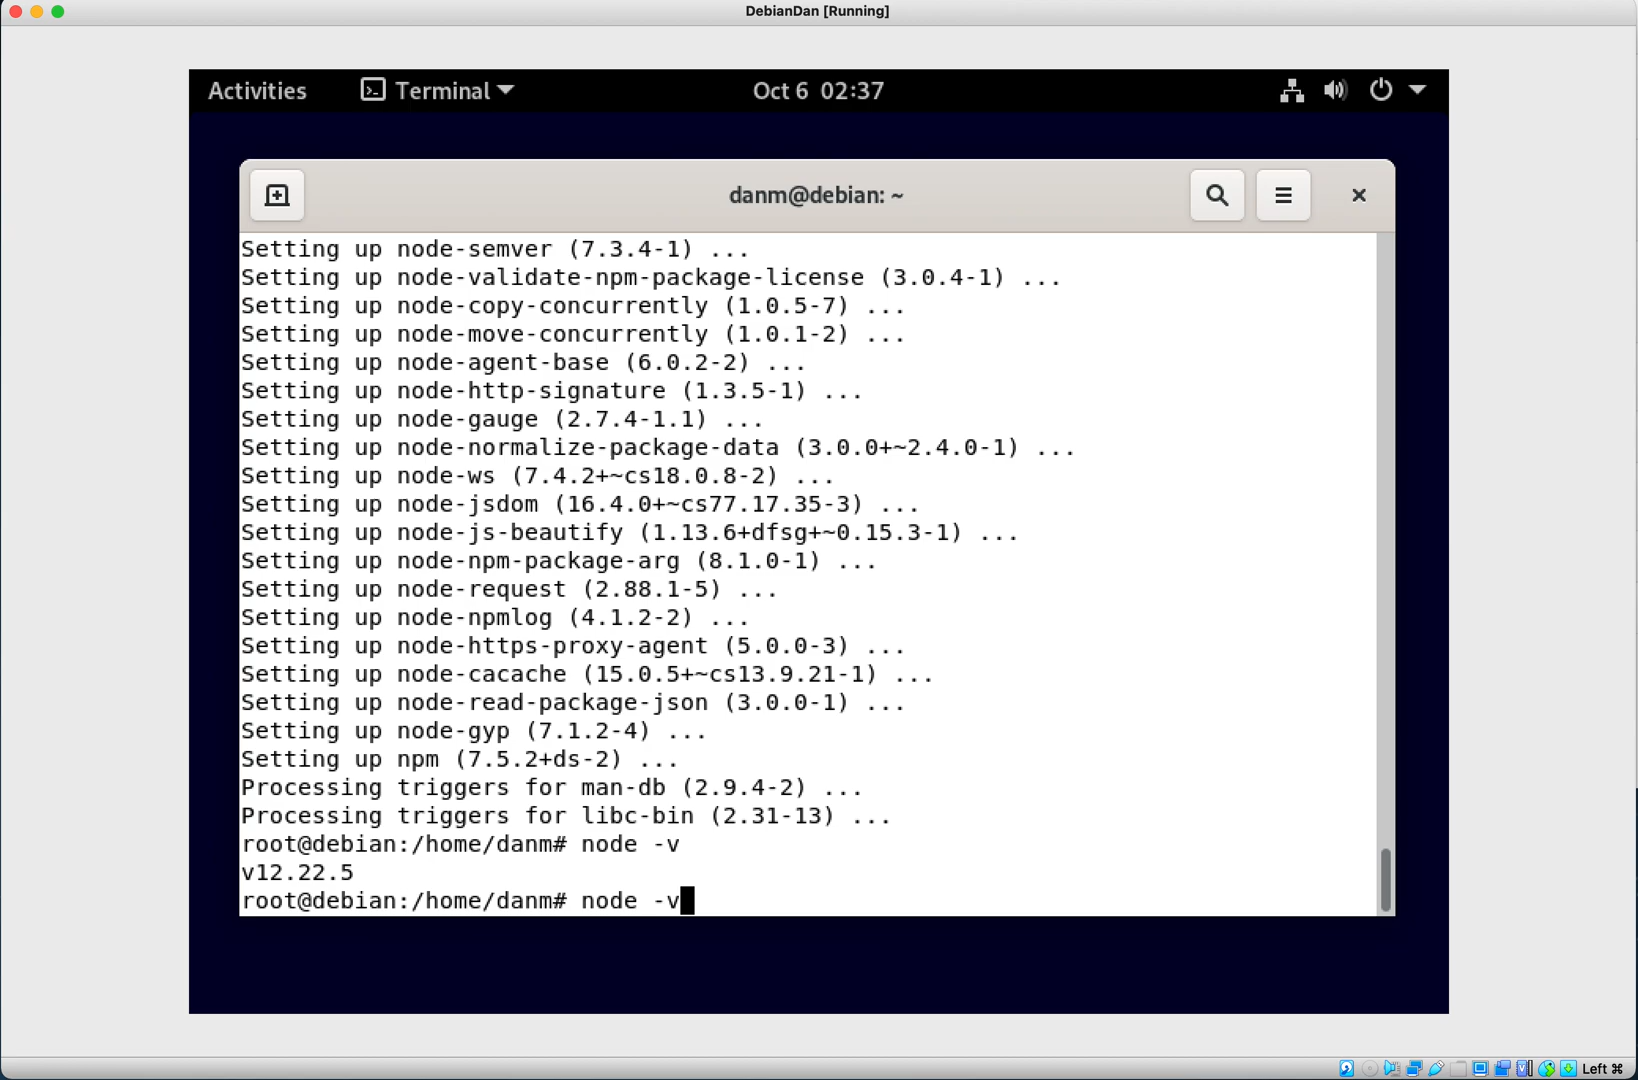 DebianDan [Running]
Activities Terminal Oct 6 02:37
danm@debian: ~
Setting up node-semver (7.3.4-1) ...
Setting up node-validate-npm-package-license (3.0.4-1) ...
Setting up node-copy-concurrently (1.0.5-7) ...
Setting up node-move-concurrently (1.0.1-2) ...
Setting up node-agent-base (6.0.2-2) ...
Setting up node-http-signature (1.3.5-1) ...
Setting up node-gauge (2.7.4-1.1) ...
Setting up node-normalize-package-data (3.0.0+~2.4.0-1) ...
Setting up node-ws (7.4.2+~cs18.0.8-2) ...
Setting up node-jsdom (16.4.0+~cs77.17.35-3) ...
Setting up node-js-beautify (1.13.6+dfsg+~0.15.3-1) ...
Setting up node-npm-package-arg (8.1.0-1) ...
Setting up node-request (2.88.1-5) ...
Setting up node-npmlog (4.1.2-2) ...
Setting up node-https-proxy-agent (5.0.0-3) ...
Setting up node-cacache (15.0.5+~cs13.9.21-1) ...
Setting up node-read-package-json (3.0.0-1) ...
Setting up node-gyp (7.1.2-4) ...
Setting up npm (7.5.2+ds-2) ...
Processing triggers for man-db (2.9.4-2) ...
Processing triggers for libc-bin (2.31-13) ...
root@debian:/home/danm# node -v
v12.22.5
root@debian:/home/danm# node -v
Left ⌘